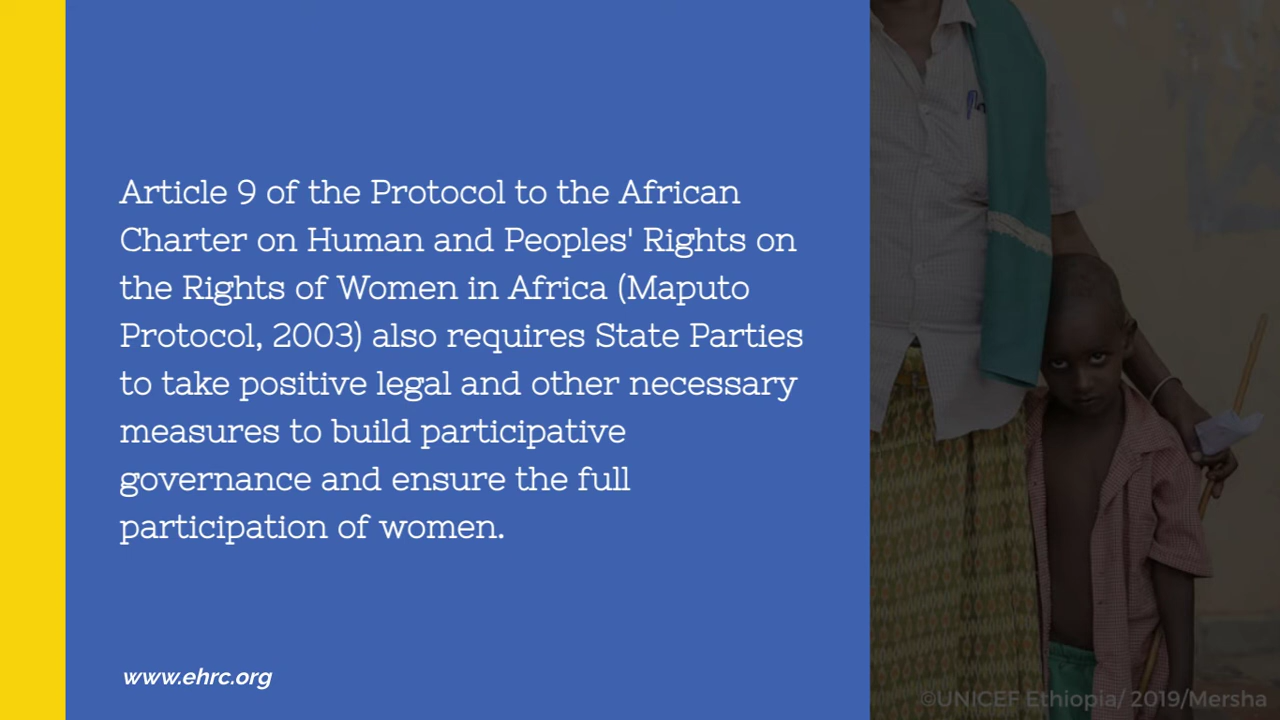 Article 9 of the Protocol to the African
Charter on Human and Peoples' Rights on
the Rights of Women in Africa (Maputo
Protocol, 2003) also requires State Parties
to take positive legal and other necessary
measures to build participative
governance and ensure the full
participation of women.
www.ehrc.org
©UNICEF Ethiopia/ 2019/Mersha